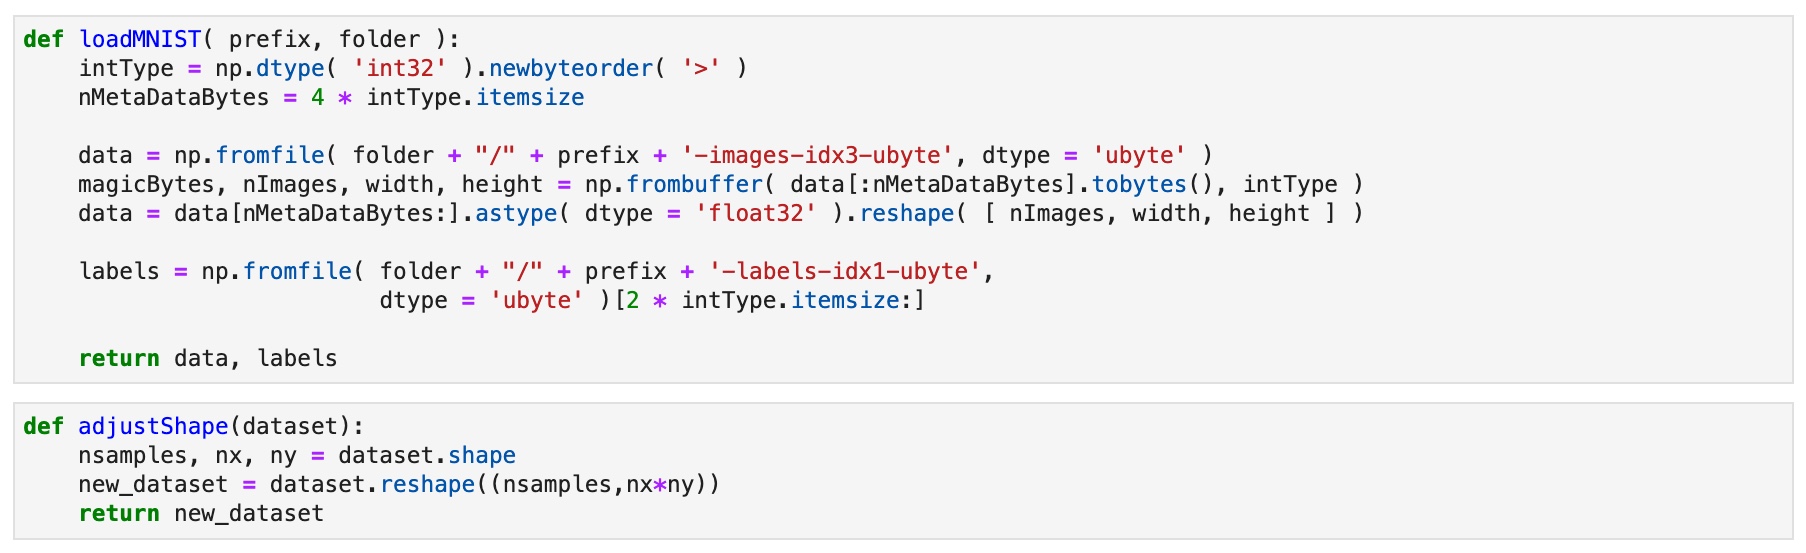 def loadMNIST( prefix, folder ):
    intType = np.dtype( 'int32' ).newbyteorder( '>' )
    nMetaDataBytes = 4 * intType.itemsize

    data = np.fromfile( folder + "/" + prefix + '-images-idx3-ubyte', dtype = 'ubyte' )
    magicBytes, nImages, width, height = np.frombuffer( data[:nMetaDataBytes].tobytes(), intType )
    data = data[nMetaDataBytes:].astype( dtype = 'float32' ).reshape( [ nImages, width, height ] )

    labels = np.fromfile( folder + "/" + prefix + '-labels-idx1-ubyte',
                          dtype = 'ubyte' )[2 * intType.itemsize:]

    return data, labels

def adjustShape(dataset):
    nsamples, nx, ny = dataset.shape
    new_dataset = dataset.reshape((nsamples,nx*ny))
    return new_dataset